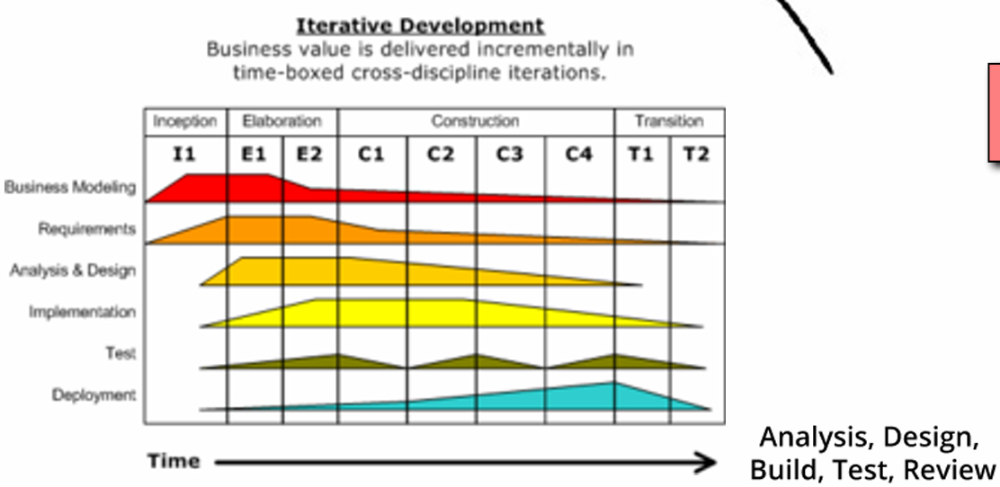 Iterative Development
Business value is delivered incrementally in
time-boxed cross-discipline iterations.
Inception Elaboration Construction Transition
I1 E1 E2 C1 C2 C3 C4 T1 T2
Business Modeling
Requirements
Analysis & Design
Implementation
Test
Deployment
Time
Analysis, Design,
Build, Test, Review